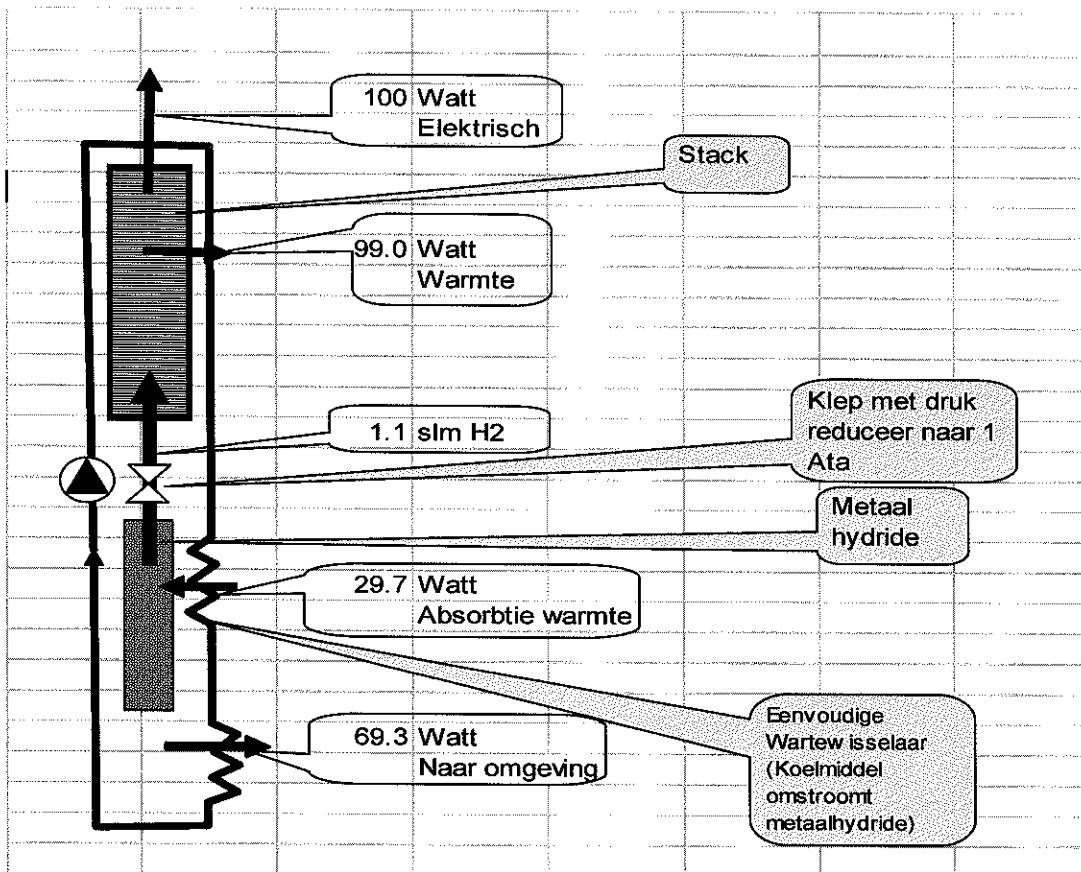 100 Watt
Elektrisch
Stack
99.0 Watt
Warmte
Klep met druk
reduceer naar 1
Ata
1.1 slm H2
Metaal
hydride
29.7 Watt
Absorbtie warmte
Eenvoudige
Wartew isselaar
(Koelmiddel
omstroomt
metaalhydride)
69.3 Watt
Naar omgeving